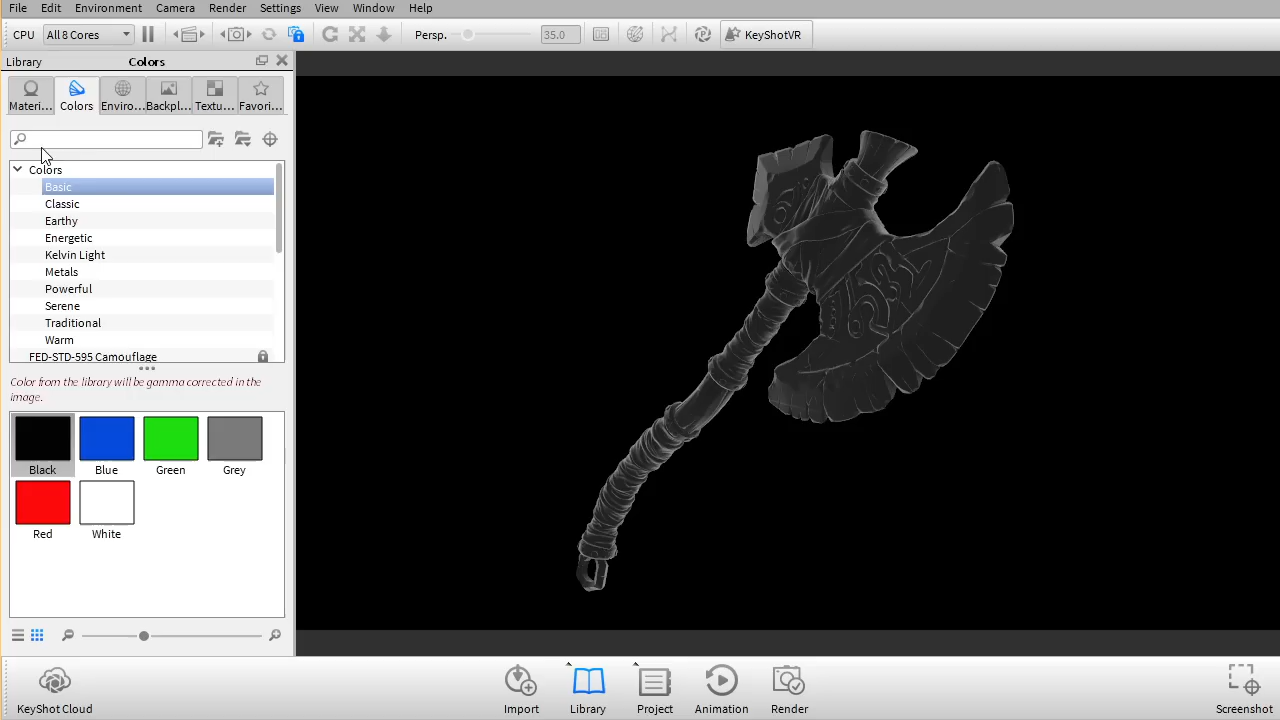 File Edit Environment Camera Render Settings View Window Help
CPU All 8 Cores Persp. 35.0 KeyShotVR
Library Colors
Materi... Colors Enviro... Backpl... Textu... Favori...
Colors
Basic
Classic
Earthy
Energetic
Kelvin Light
Metals
Powerful
Serene
Traditional
Warm
FED-STD-595 Camouflage
Color from the library will be gamma corrected in the
image.
Black Blue Green Grey
Red White
KeyShot Cloud Import Library Project Animation Render Screenshot